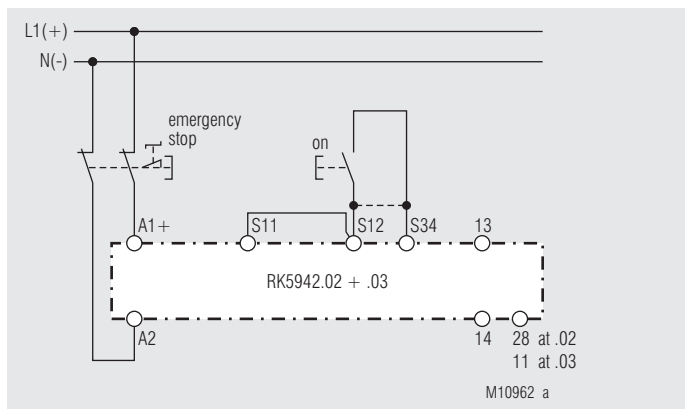 L1(+)
N(-)
emergency
stop
on
A1+ S11 S12 S34 13
RK5942.02 + .03
A2 14 28 at .02
11 at .03
M10962 a